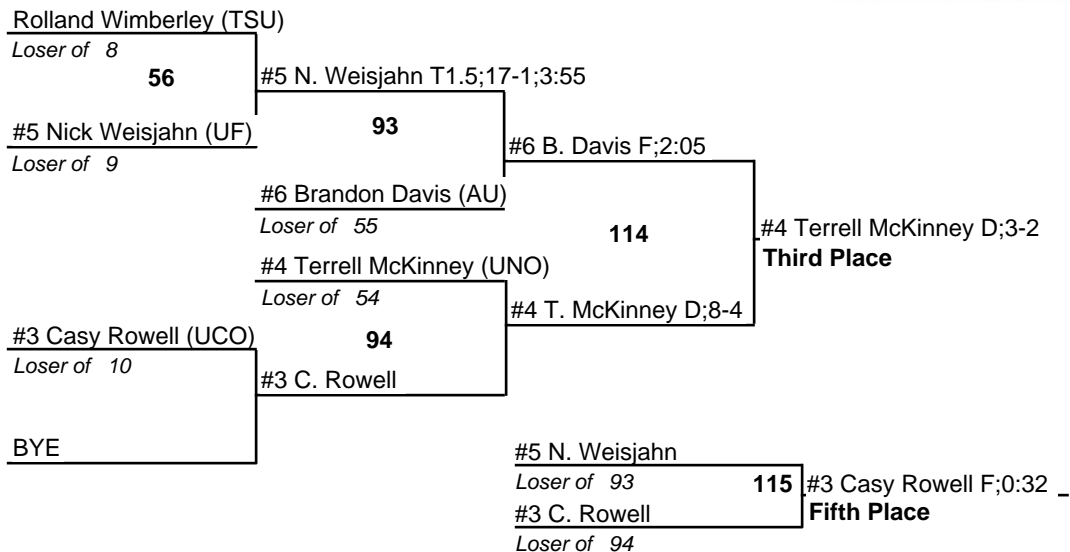 Rolland Wimberley (TSU)
Loser of 8
56
#5 N. Weisjahn T1.5;17-1;3:55
#5 Nick Weisjahn (UF)
Loser of 9
93
#6 B. Davis F;2:05
#6 Brandon Davis (AU)
Loser of 55
114
#4 Terrell McKinney D;3-2
Third Place
#4 Terrell McKinney (UNO)
Loser of 54
#4 T. McKinney D;8-4
#3 Casy Rowell (UCO)
Loser of 10
94
#3 C. Rowell
BYE
#5 N. Weisjahn
Loser of 93
115
#3 Casy Rowell F;0:32
Fifth Place
#3 C. Rowell
Loser of 94